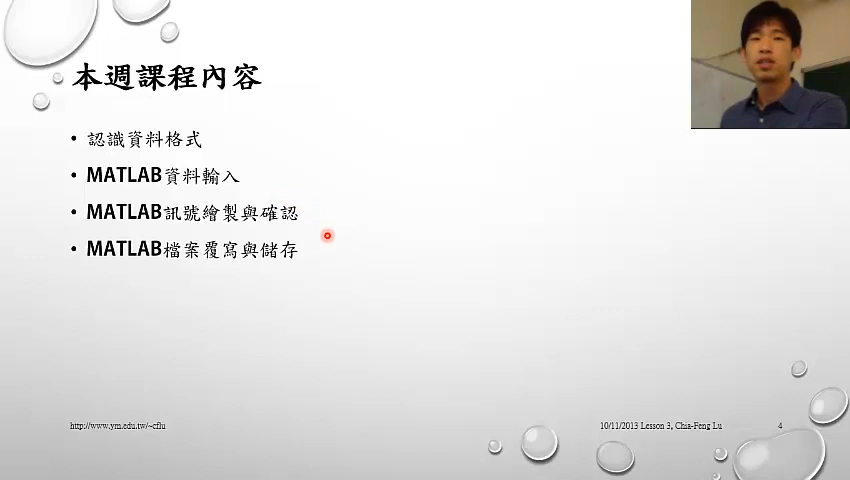 本週課程內容
• 認識資料格式
• MATLAB資料輸入
• MATLAB訊號繪製與確認
• MATLAB檔案覆寫與儲存
http://www.ym.edu.tw/~cflu
10/11/2013 Lesson 3, Chia-Feng Lu
4